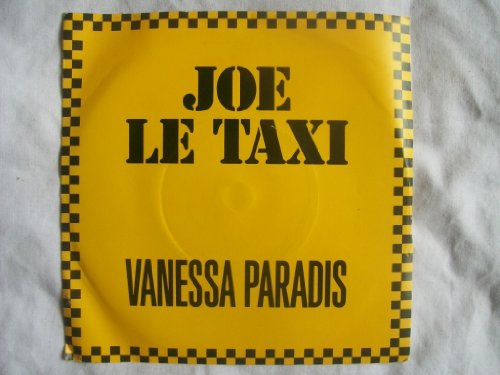 JOE
LE TAXI
VANESSA PARADIS